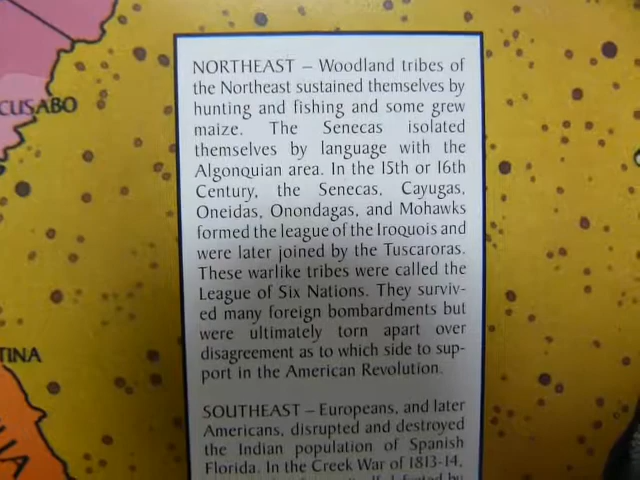 CUSABO
TINA
NORTHEAST – Woodland tribes of
the Northeast sustained themselves by
hunting and fishing and some grew
maize. The Senecas isolated
themselves by language with the
Algonquian area. In the 15th or 16th
Century, the Senecas, Cayugas,
Oneidas, Onondagas, and Mohawks
formed the league of the Iroquois and
were later joined by the Tuscaroras.
These warlike tribes were called the
League of Six Nations. They surviv-
ed many foreign bombardments but
were ultimately torn apart over
disagreement as to which side to sup-
port in the American Revolution.
SOUTHEAST – Europeans, and later
Americans, disrupted and destroyed
the Indian population of Spanish
Florida. In the Creek War of 1813-14,